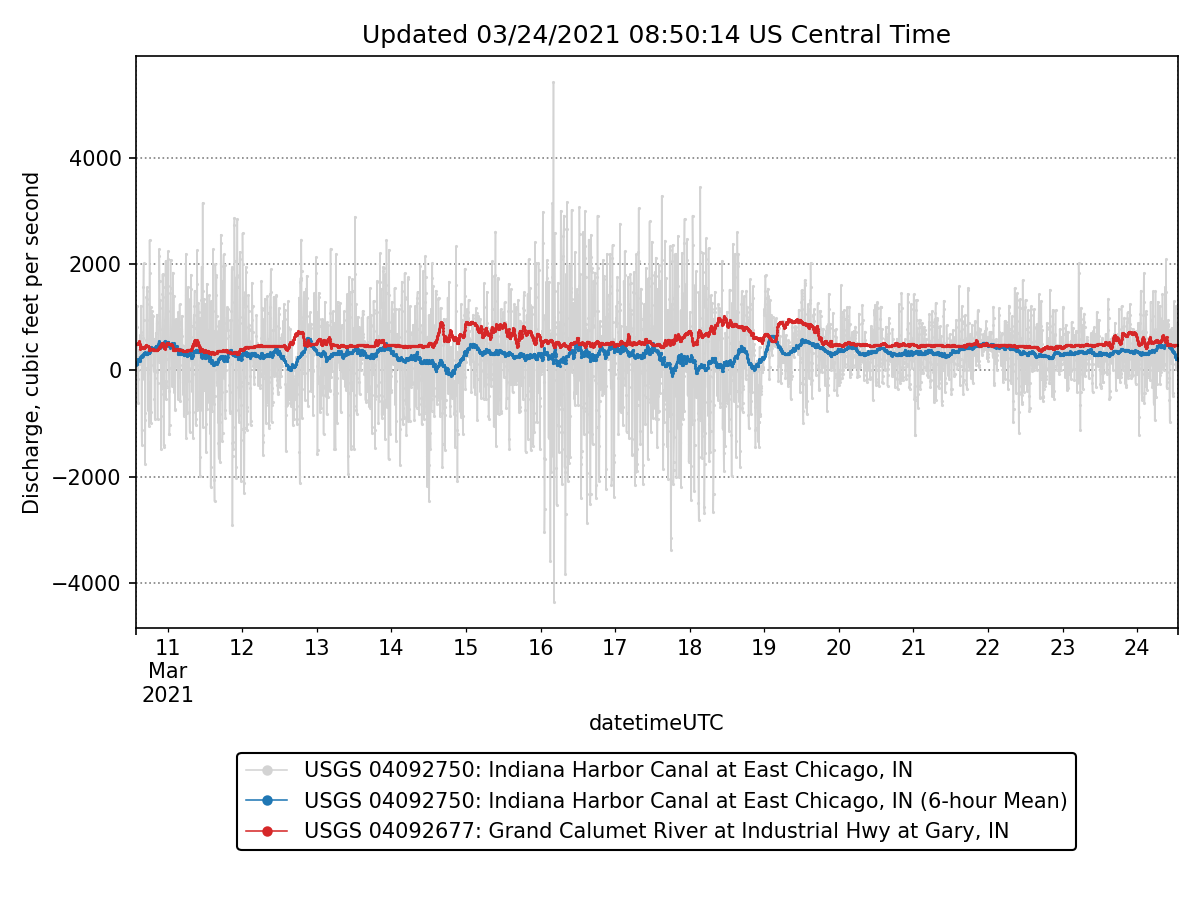 Updated 03/24/2021 08:50:14 US Central Time
Discharge, cubic feet per second
4000
2000
0
−2000
−4000
11 12 13 14 15 16 17 18 19 20 21 22 23 24
Mar
2021
datetimeUTC
USGS 04092750: Indiana Harbor Canal at East Chicago, IN
USGS 04092750: Indiana Harbor Canal at East Chicago, IN (6-hour Mean)
USGS 04092677: Grand Calumet River at Industrial Hwy at Gary, IN